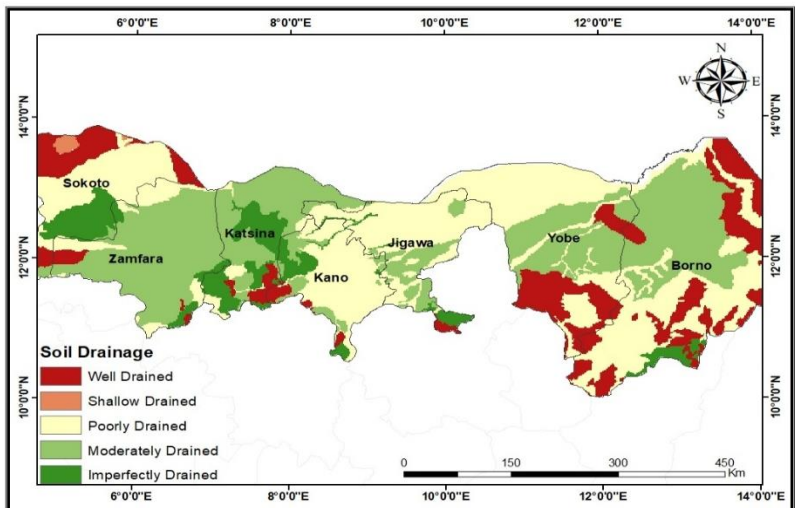 6°0'0"E 8°0'0"E 10°0'0"E 12°0'0"E 14°0'0"E
N
W E
S
14°0'0"N 14°0'0"N
Sokoto
Katsina
Yobe
Jigawa
Zamfara
Borno
12°0'0"N 12°0'0"N
Kano
Soil Drainage
Well Drained
Shallow Drained
10°0'0"N 10°0'0"N
Poorly Drained
Moderately Drained
Imperfectly Drained
0 150 300 450
Km
6°0'0"E 8°0'0"E 10°0'0"E 12°0'0"E 14°0'0"E